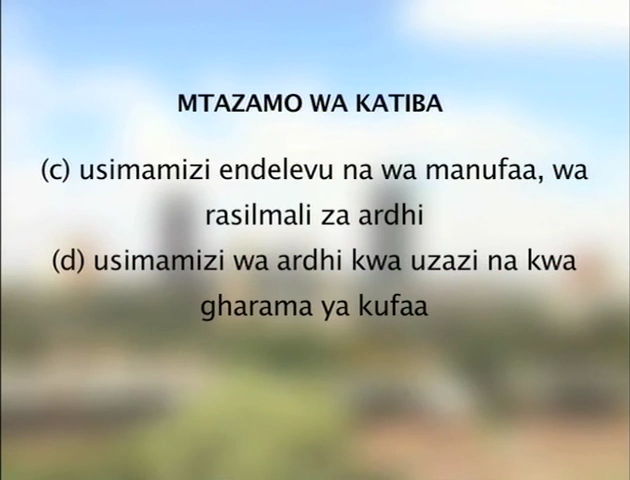 MTAZAMO WA KATIBA
(c) usimamizi endelevu na wa manufaa, wa
rasilmali za ardhi
(d) usimamizi wa ardhi kwa uzazi na kwa
gharama ya kufaa